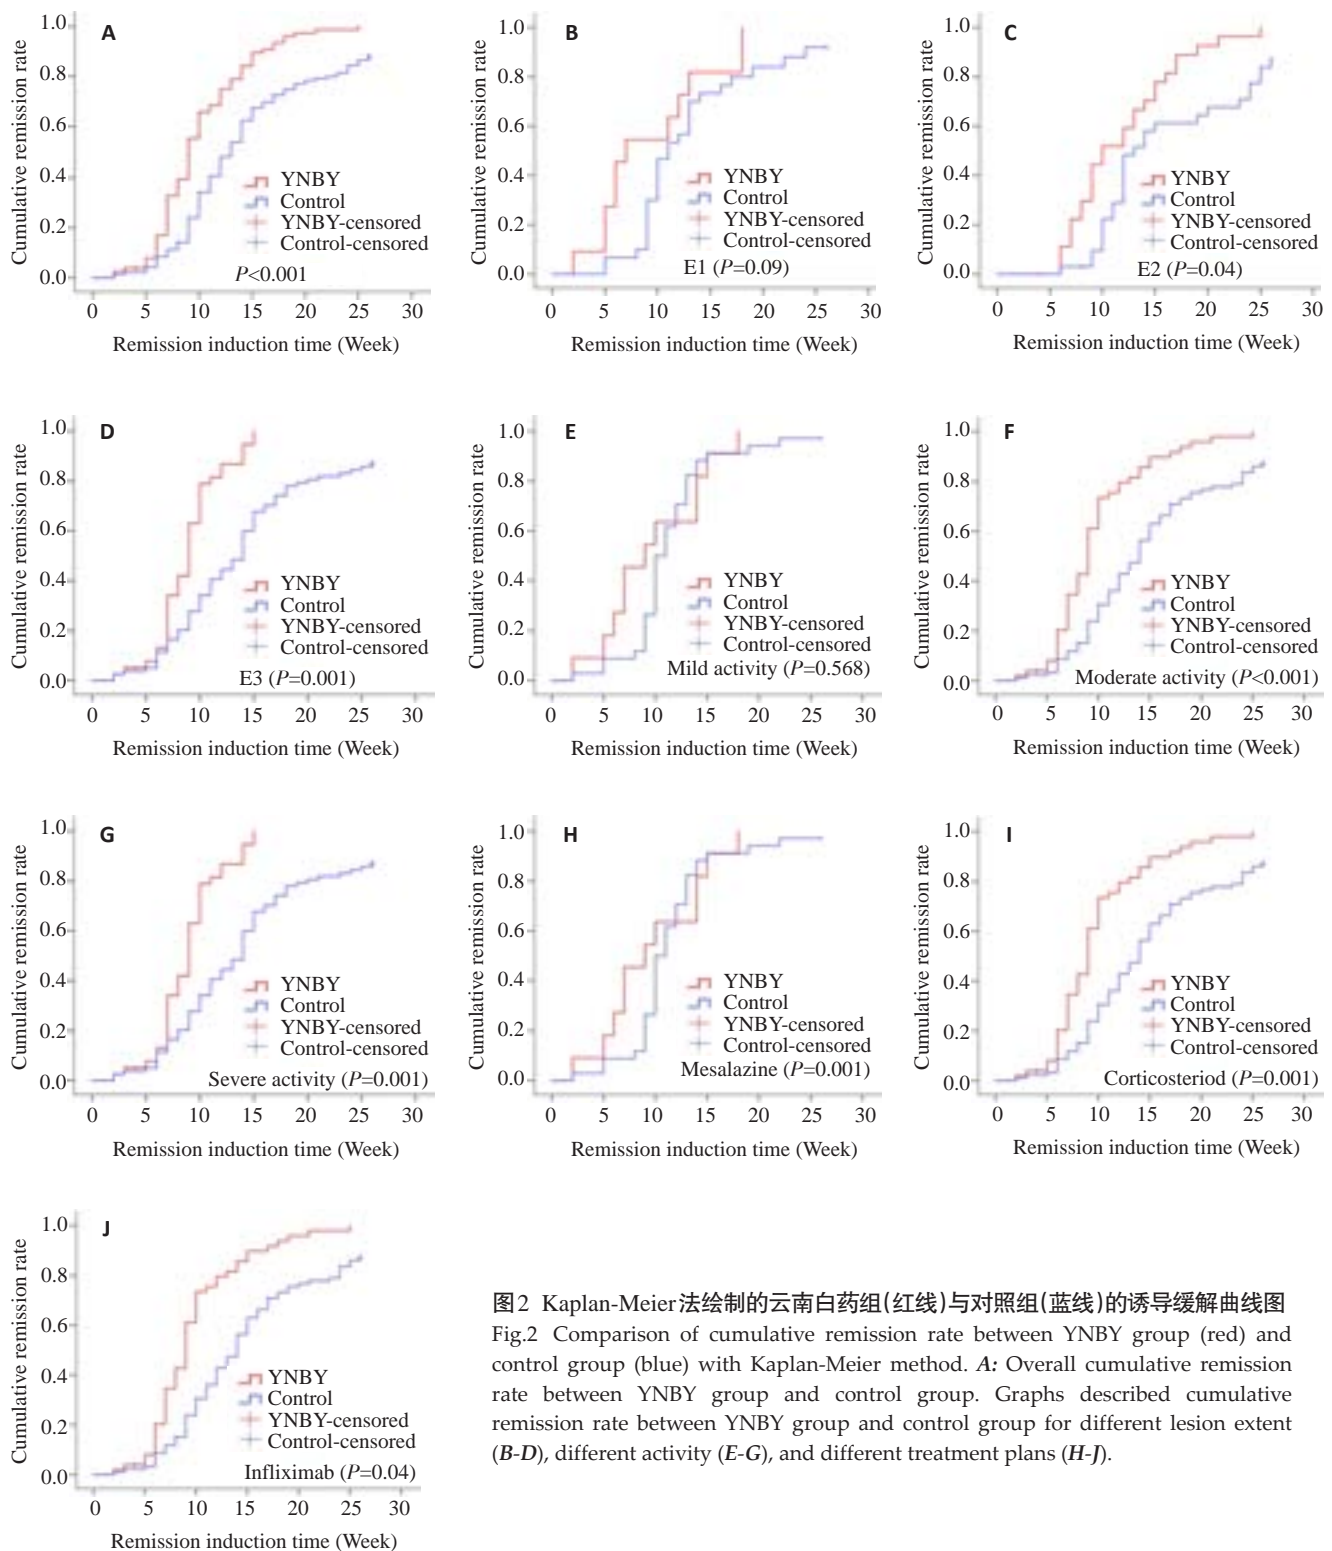 A
Cumulative remission rate
1.0
0.8
0.6
0.4
0.2
0.0
YNBY
Control
YNBY-censored
Control-censored
P<0.001
0 5 10 15 20 25 30
Remission induction time (Week)
B
Cumulative remission rate
1.0
0.8
0.6
0.4
0.2
0.0
YNBY
Control
YNBY-censored
Control-censored
E1 (P=0.09)
0 5 10 15 20 25 30
Remission induction time (Week)
C
Cumulative remission rate
1.0
0.8
0.6
0.4
0.2
0.0
YNBY
Control
YNBY-censored
Control-censored
E2 (P=0.04)
0 5 10 15 20 25 30
Remission induction time (Week)
D
Cumulative remission rate
1.0
0.8
0.6
0.4
0.2
0.0
YNBY
Control
YNBY-censored
Control-censored
E3 (P=0.001)
0 5 10 15 20 25 30
Remission induction time (Week)
E
Cumulative remission rate
1.0
0.8
0.6
0.4
0.2
0.0
YNBY
Control
YNBY-censored
Control-censored
Mild activity (P=0.568)
0 5 10 15 20 25 30
Remission induction time (Week)
F
Cumulative remission rate
1.0
0.8
0.6
0.4
0.2
0.0
YNBY
Control
YNBY-censored
Control-censored
Moderate activity (P<0.001)
0 5 10 15 20 25 30
Remission induction time (Week)
G
Cumulative remission rate
1.0
0.8
0.6
0.4
0.2
0.0
YNBY
Control
YNBY-censored
Control-censored
Severe activity (P=0.001)
0 5 10 15 20 25 30
Remission induction time (Week)
H
Cumulative remission rate
1.0
0.8
0.6
0.4
0.2
0.0
YNBY
Control
YNBY-censored
Control-censored
Mesalazine (P=0.001)
0 5 10 15 20 25 30
Remission induction time (Week)
I
Cumulative remission rate
1.0
0.8
0.6
0.4
0.2
0.0
YNBY
Control
YNBY-censored
Control-censored
Corticosteriod (P=0.001)
0 5 10 15 20 25 30
Remission induction time (Week)
J
Cumulative remission rate
1.0
0.8
0.6
0.4
0.2
0.0
YNBY
Control
YNBY-censored
Control-censored
Infliximab (P=0.04)
0 5 10 15 20 25 30
Remission induction time (Week)
图2 Kaplan-Meier法绘制的云南白药组(红线)与对照组(蓝线)的诱导缓解曲线图
Fig.2 Comparison of cumulative remission rate between YNBY group (red) and
control group (blue) with Kaplan-Meier method. A: Overall cumulative remission
rate between YNBY group and control group. Graphs described cumulative
remission rate between YNBY group and control group for different lesion extent
(B-D), different activity (E-G), and different treatment plans (H-J).